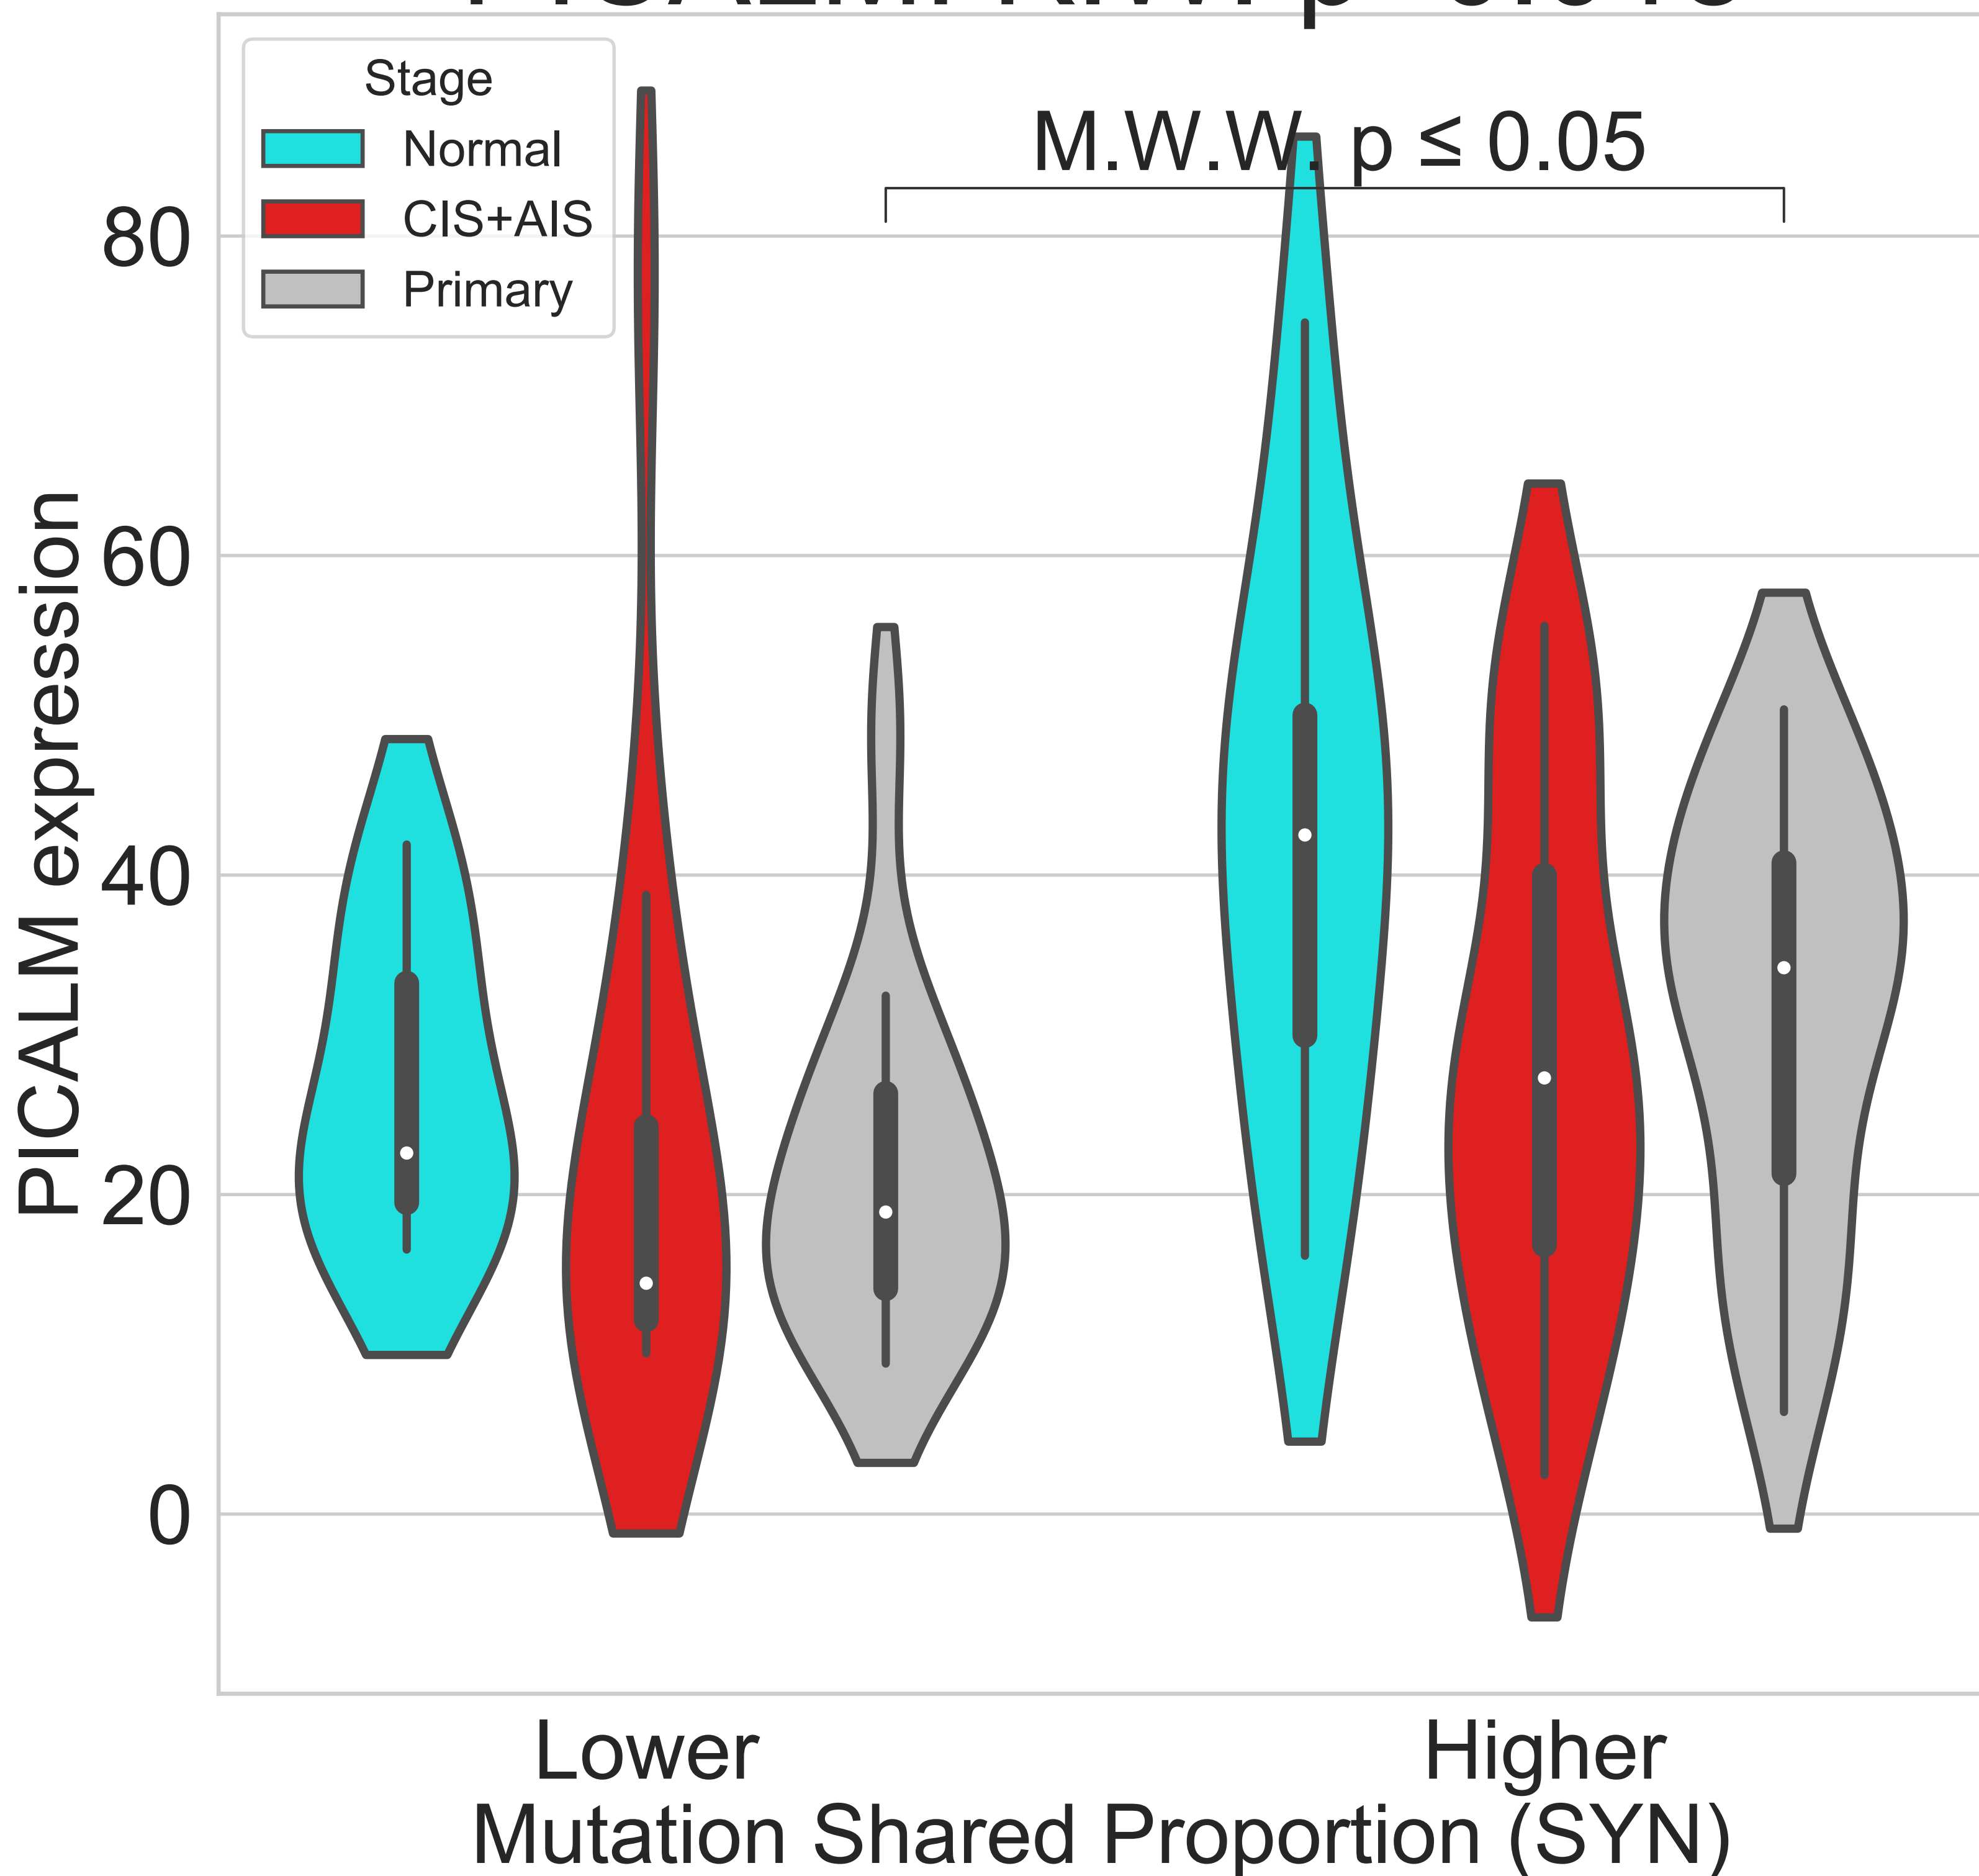 Stage
Normal
CIS+AIS
Primary
M.W.W. p ≤ 0.05
80
60
40
20
0
PICALM expression
Lower
Higher
Mutation Shared Proportion (SYN)